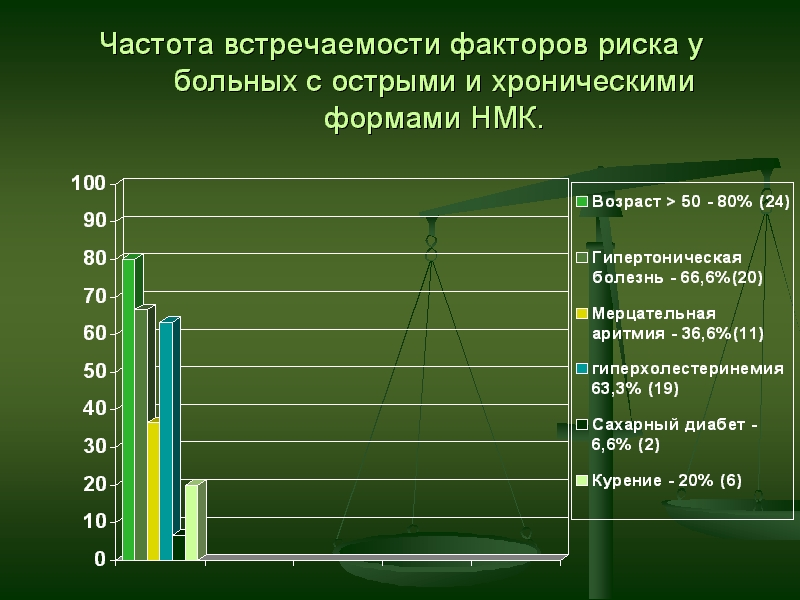 Частота встречаемости факторов риска у
больных с острыми и хроническими
формами НМК.
100
90
80
70
60
50
40
30
20
10
0
Возраст > 50 - 80% (24)
Гипертоническая
болезнь - 66,6%(20)
Мерцательная
аритмия - 36,6%(11)
гиперхолестеринемия
63,3% (19)
Сахарный диабет -
6,6% (2)
Курение - 20% (6)